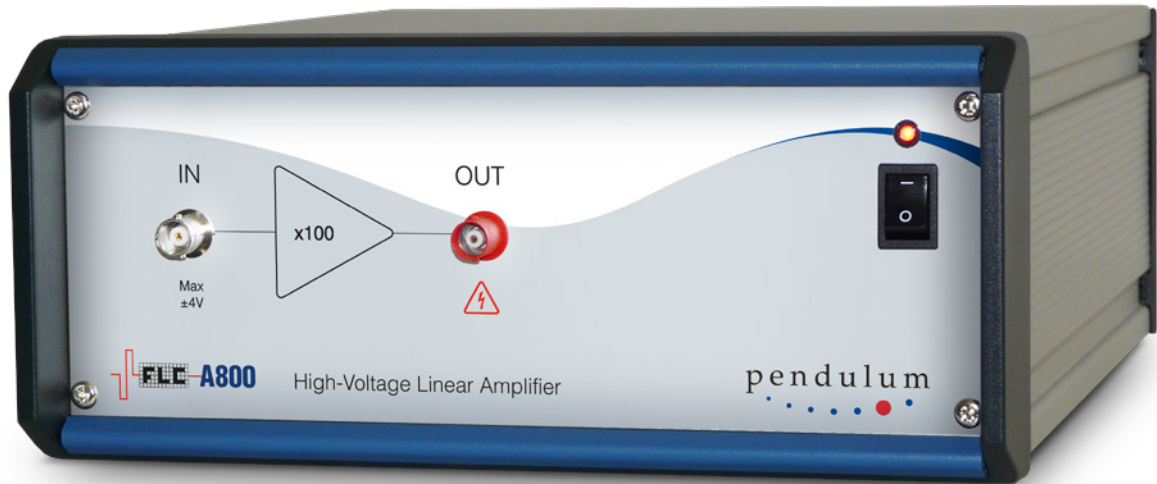 IN
OUT
x100
Max
±4V
FLC A800
High-Voltage Linear Amplifier
pendulum